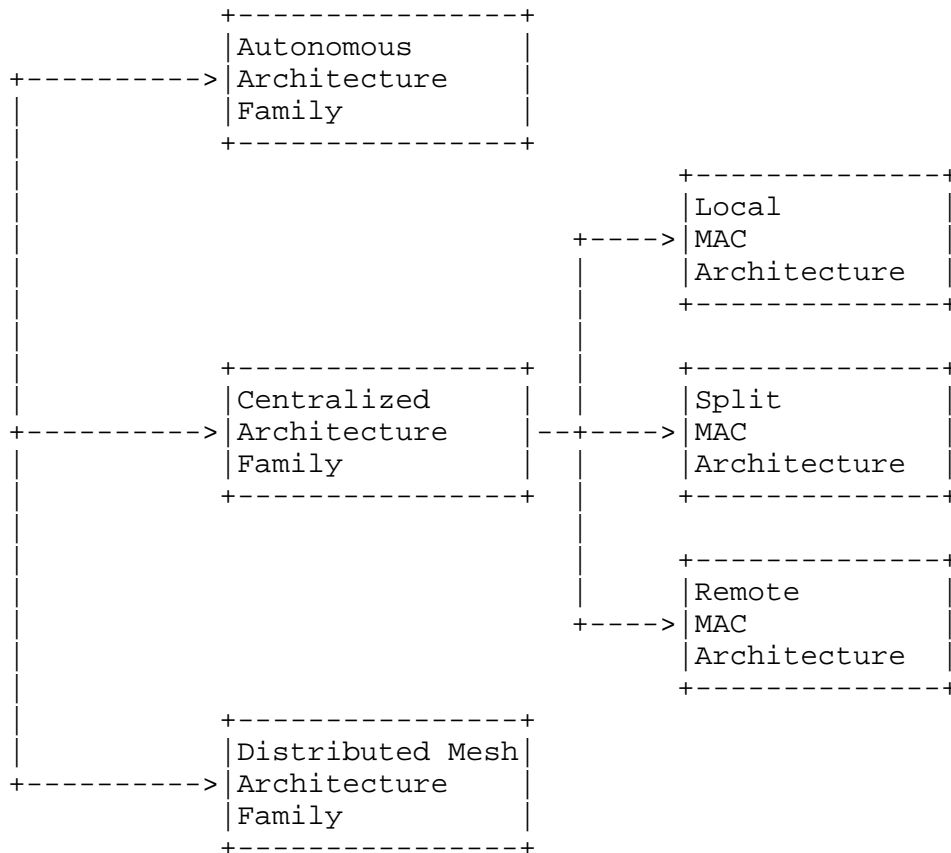 Autonomous
Architecture
Family
Local
MAC
Architecture
Centralized
Architecture
Family
Split
MAC
Architecture
Remote
MAC
Architecture
Distributed Mesh
Architecture
Family